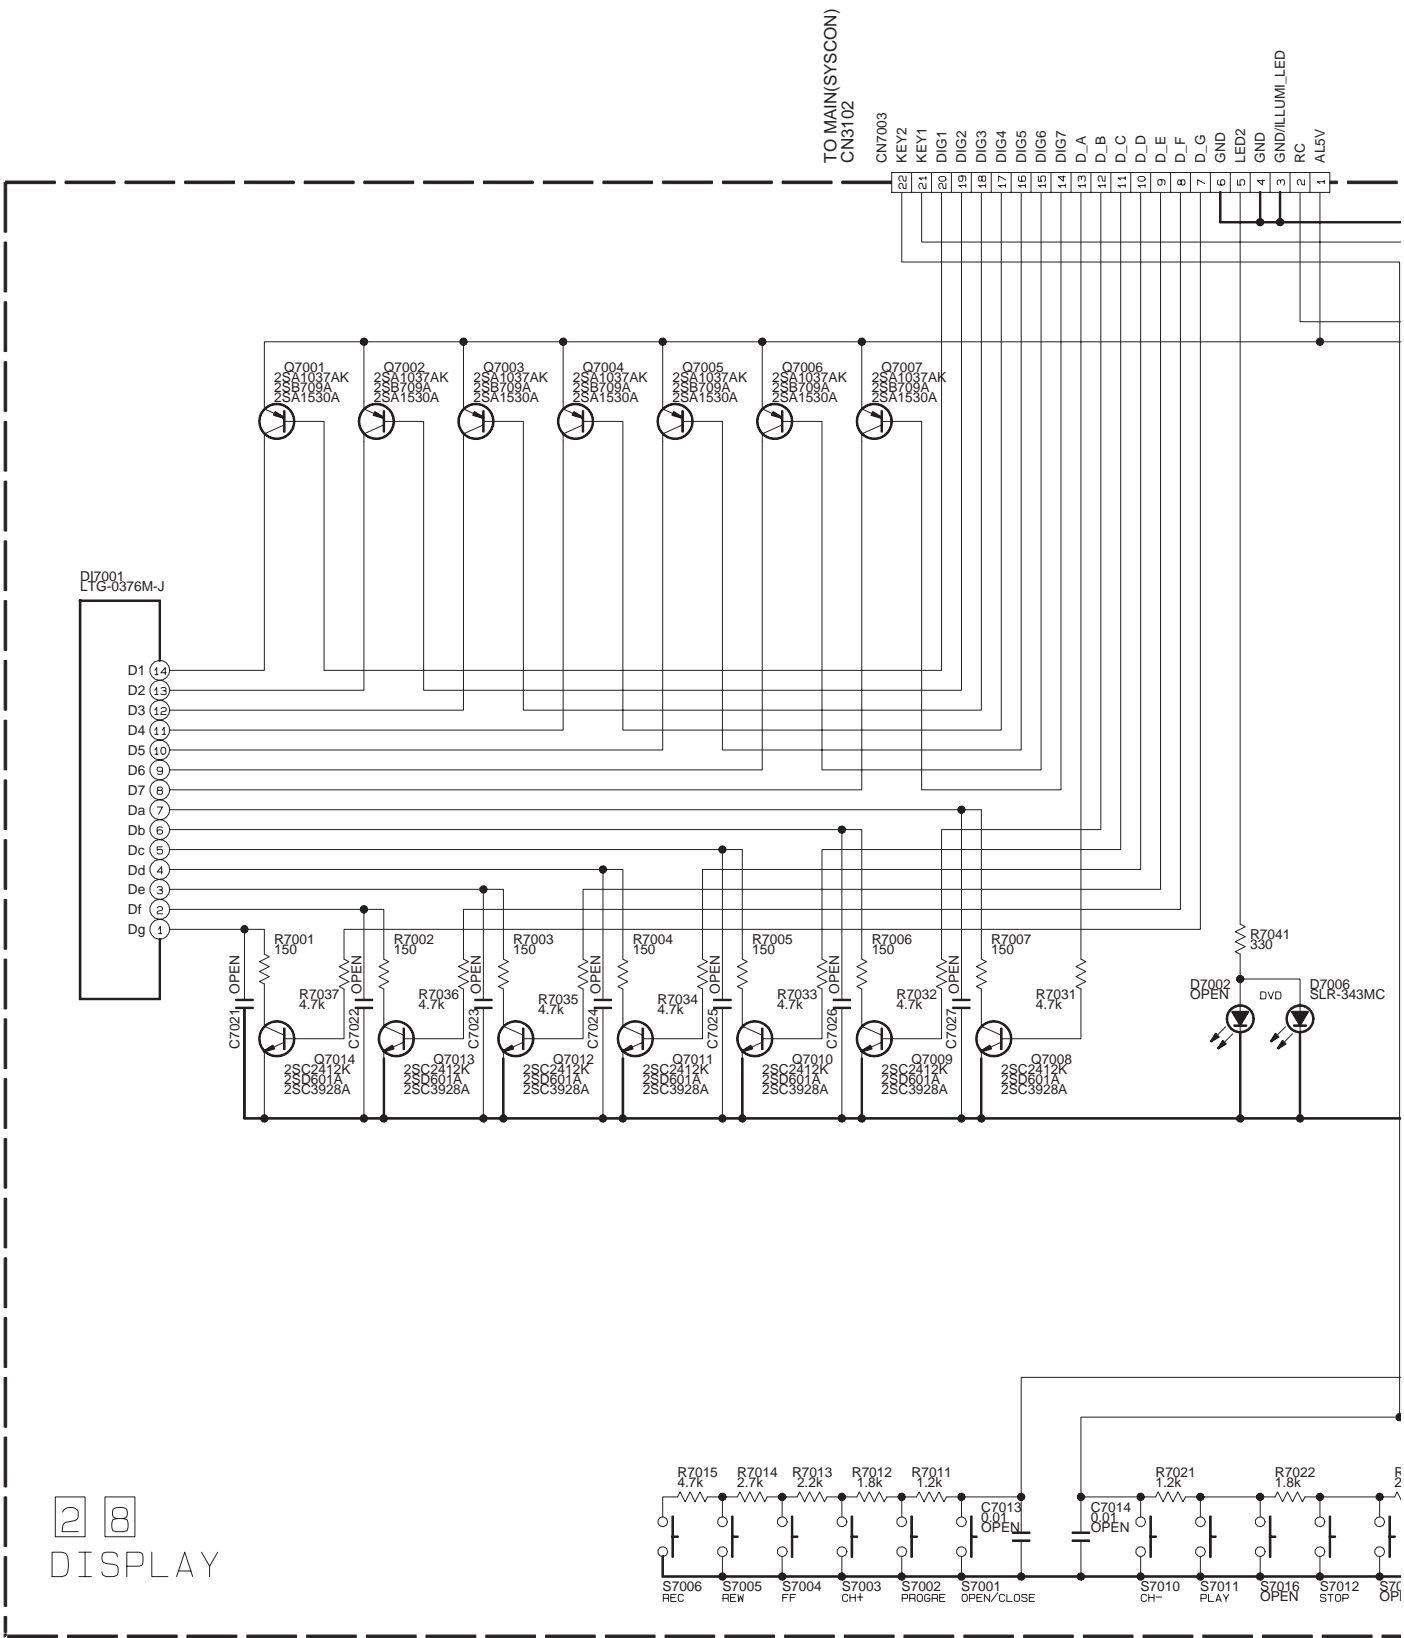 TO MAIN(SYSCON)
CN3102
CN7003
KEY2
KEY1
DIG1
DIG2
DIG3
DIG4
DIG5
DIG6
DIG7
D_A
D_B
D_C
D_D
D_E
D_F
D_G
GND
LED2
GND
GND/ILLUMI_LED
RC
AL5V
22 21 20 19 18 17 16 15 14 13 12 11 10 9 8 7 6 5 4 3 2 1
Q7001
2SA1037AK
2SB709A
2SA1530A
Q7002
2SA1037AK
2SB709A
2SA1530A
Q7003
2SA1037AK
2SB709A
2SA1530A
Q7004
2SA1037AK
2SB709A
2SA1530A
Q7005
2SA1037AK
2SB709A
2SA1530A
Q7006
2SA1037AK
2SB709A
2SA1530A
Q7007
2SA1037AK
2SB709A
2SA1530A
DI7001
LTG-0376M-J
D1 14
D2 13
D3 12
D4 11
D5 10
D6 9
D7 8
Da 7
Db 6
Dc 5
Dd 4
De 3
Df 2
Dg 1
R7001
150
R7002
150
R7003
150
R7004
150
R7005
150
R7006
150
R7007
150
R7041
330
C7021 OPEN
R7037
4.7k
C7022 OPEN
R7036
4.7k
C7023 OPEN
R7035
4.7k
C7024 OPEN
R7034
4.7k
C7025 OPEN
R7033
4.7k
C7026 OPEN
R7032
4.7k
C7027 OPEN
R7031
4.7k
D7002
OPEN
DVD
D7006
SLR-343MC
Q7014
2SC2412K
2SD601A
2SC3928A
Q7013
2SC2412K
2SD601A
2SC3928A
Q7012
2SC2412K
2SD601A
2SC3928A
Q7011
2SC2412K
2SD601A
2SC3928A
Q7010
2SC2412K
2SD601A
2SC3928A
Q7009
2SC2412K
2SD601A
2SC3928A
Q7008
2SC2412K
2SD601A
2SC3928A
R7015
4.7k
R7014
2.7k
R7013
2.2k
R7012
1.8k
R7011
1.2k
C7013
0.01
OPEN
C7014
0.01
OPEN
R7021
1.2k
R7022
1.8k
S7006
REC
S7005
REW
S7004
FF
S7003
CH+
S7002
PROGRE
S7001
OPEN/CLOSE
S7010
CH-
S7011
PLAY
S7016
OPEN
S7012
STOP
2 8
DISPLAY